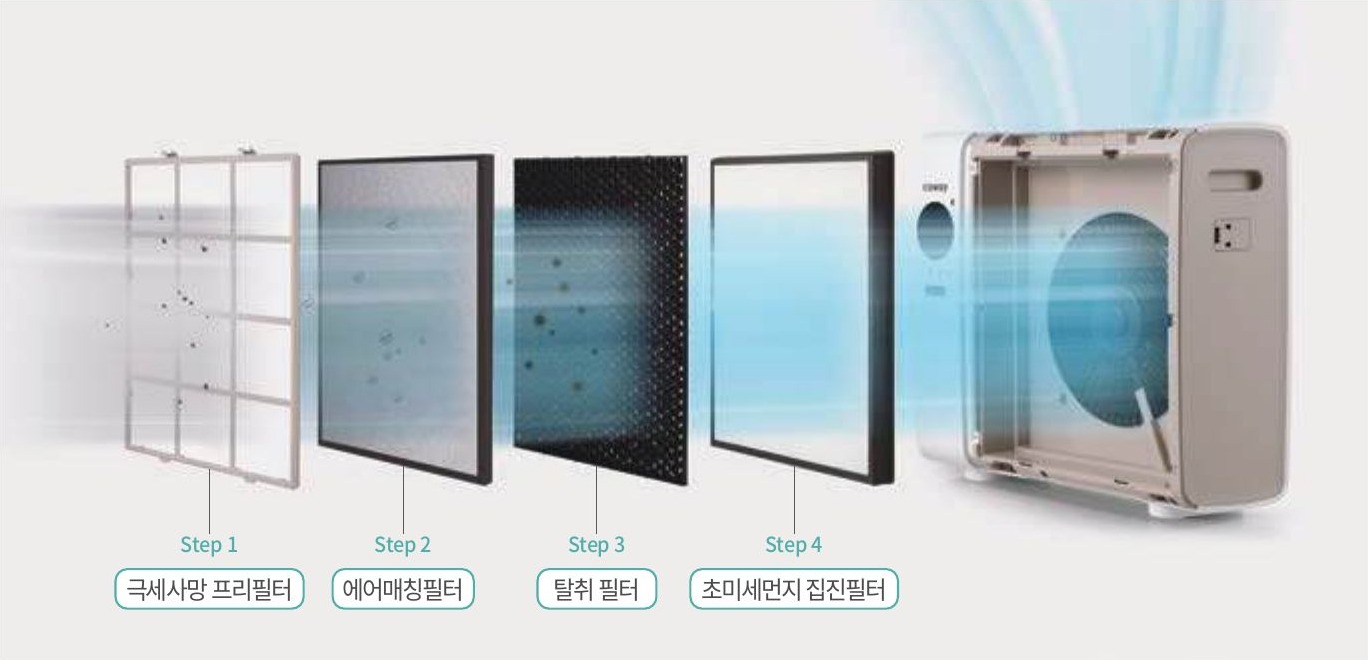 coway
Step 1
Step 2
Step 3
Step 4
극세사망 프리필터
에어매칭필터
탈취 필터
초미세먼지 집진필터